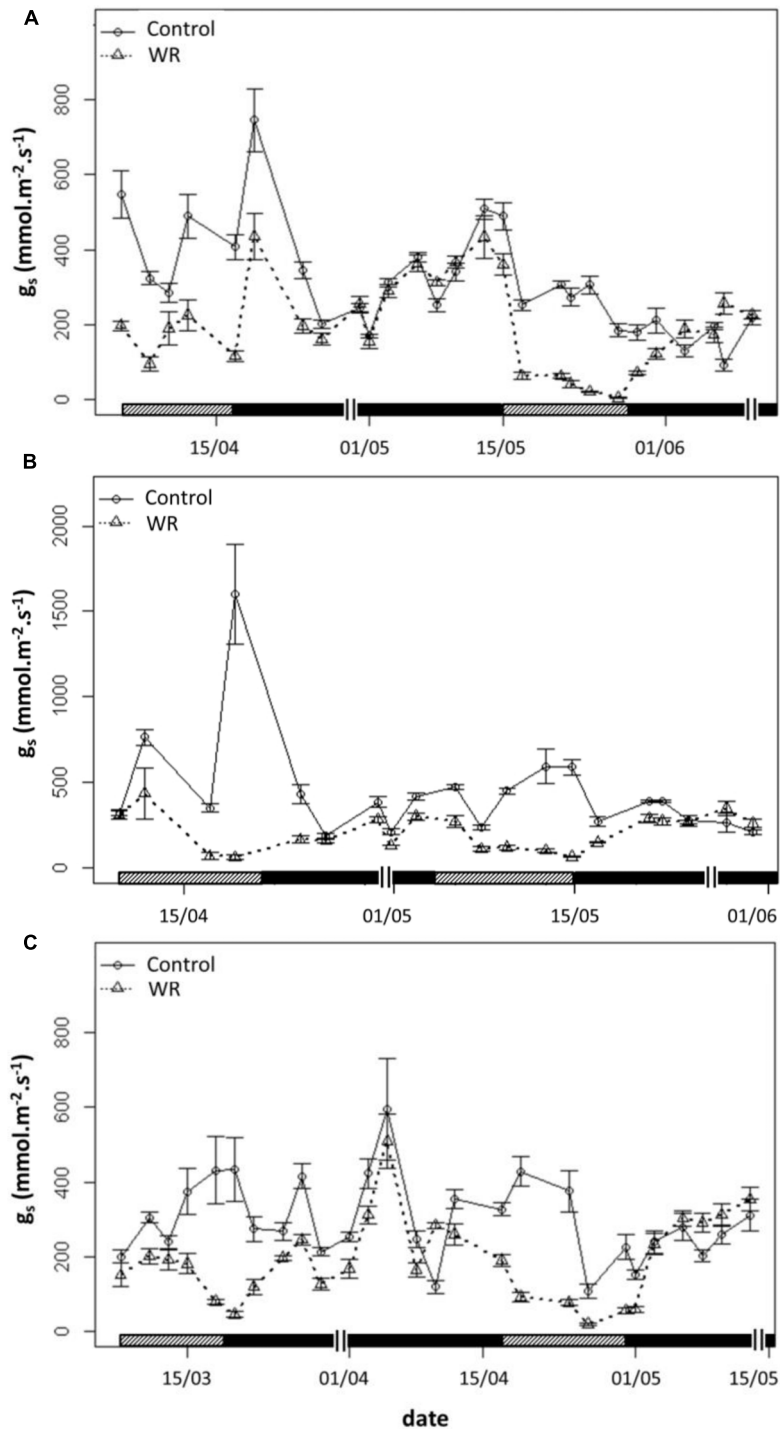 A
Control
WR
800
600
400
200
0
gs (mmol.m-2.s-1)
15/04
01/05
15/05
01/06
B
Control
WR
2000
1500
1000
500
0
gs (mmol.m-2.s-1)
15/04
01/05
15/05
01/06
C
Control
WR
800
600
400
200
0
gs (mmol.m-2.s-1)
15/03
01/04
15/04
01/05
15/05
date